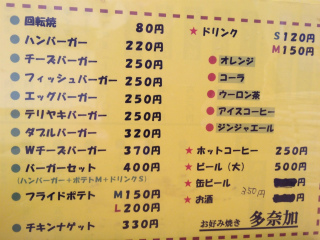 回転焼 80円
ハンバーガー 220円
チーズバーガー 250円
フィッシュバーガー 250円
エッグバーガー 250円
テリヤキバーガー 250円
ダブルバーガー 320円
Wチーズバーガー 370円
バーガーセット 400円
(ハンバーガー+ポテトM+ドリンクS)
フライドポテト M150円
L200円
チキンナゲット 330円
★ ドリンク S120円
M150円
オレンジ
コーラ
ウーロン茶
アイスコーヒー
ジンジャエール
★ ホットコーヒー 250円
★ ビール(大) 500円
★ 缶ビール 円
★ お酒 350円 円
お好み焼き 多奈加